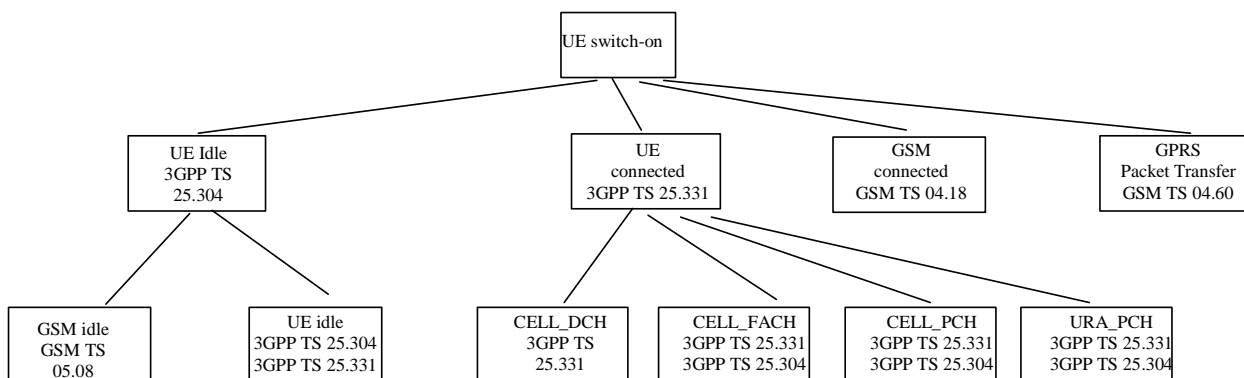 UE switch-on
UE Idle
3GPP TS
25.304
UE
connected
3GPP TS 25.331
GSM
connected
GSM TS 04.18
GPRS
Packet Transfer
GSM TS 04.60
GSM idle
GSM TS
05.08
UE idle
3GPP TS 25.304
3GPP TS 25.331
CELL_DCH
3GPP TS
25.331
CELL_FACH
3GPP TS 25.331
3GPP TS 25.304
CELL_PCH
3GPP TS 25.331
3GPP TS 25.304
URA_PCH
3GPP TS 25.331
3GPP TS 25.304